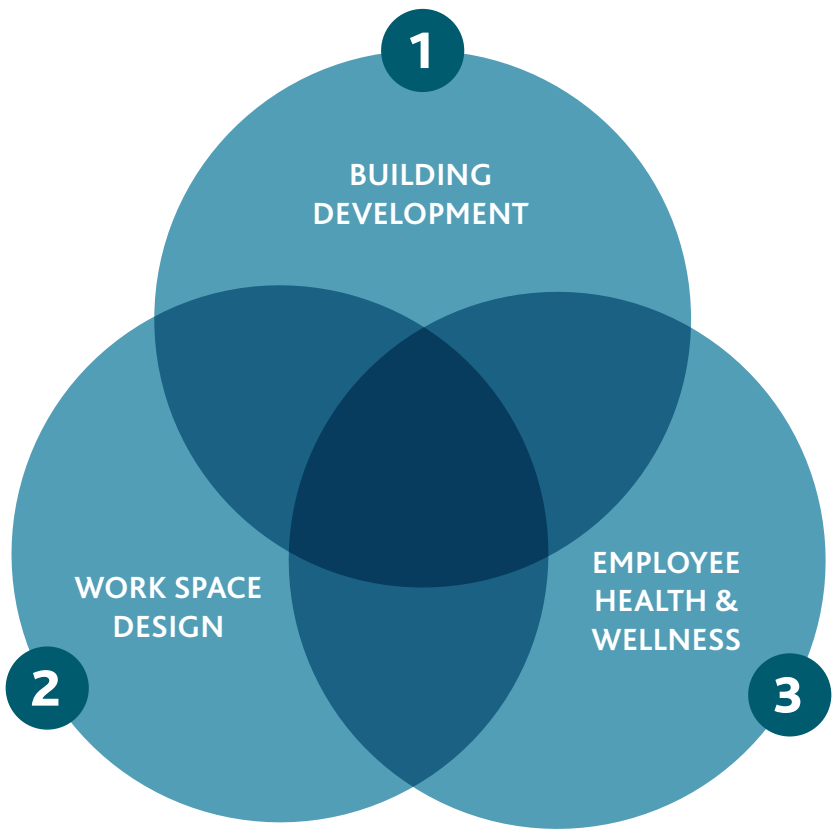 1
BUILDING
DEVELOPMENT
WORK SPACE
DESIGN
2
EMPLOYEE
HEALTH &
WELLNESS
3